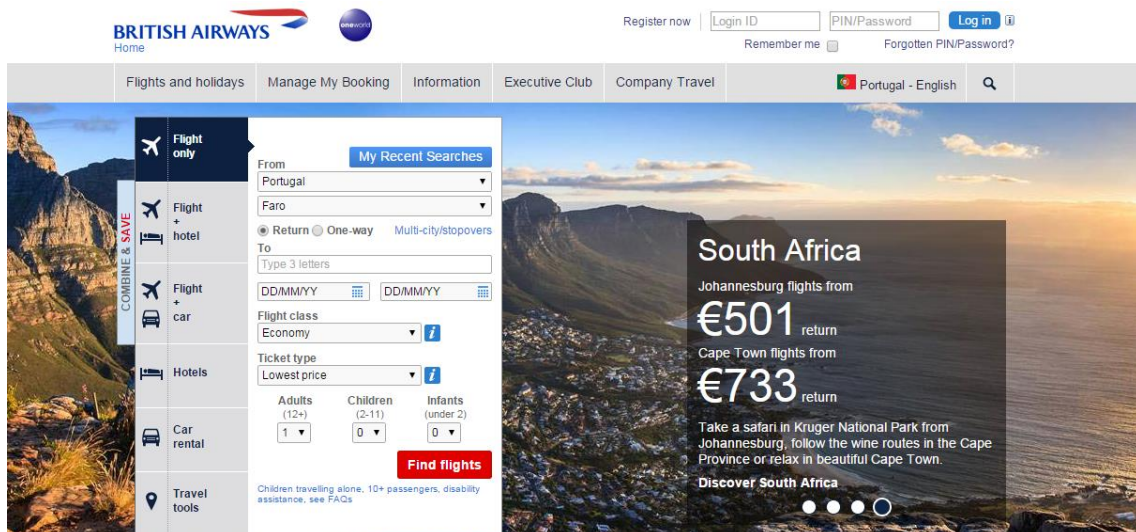 BRITISH AIRWAYS
oneworld
Register now
Login ID
PIN/Password
Log in
Home
Remember me
Forgotten PIN/Password?
Flights and holidays
Manage My Booking
Information
Executive Club
Company Travel
Portugal - English
COMBINE & SAVE
Flight
only
Flight
+
hotel
Flight
+
car
Hotels
Car
rental
Travel
tools
My Recent Searches
From
Portugal
Faro
Return One-way Multi-city/stopovers
To
Type 3 letters
DD/MM/YY DD/MM/YY
Flight class
Economy
i
Ticket type
Lowest price
i
Adults Children Infants
(12+) (2-11) (under 2)
1 0 0
Find flights
Children travelling alone, 10+ passengers, disability
assistance, see FAQs
South Africa
Johannesburg flights from
€501 return
Cape Town flights from
€733 return
Take a safari in Kruger National Park from
Johannesburg, follow the wine routes in the Cape
Province or relax in beautiful Cape Town.
Discover South Africa